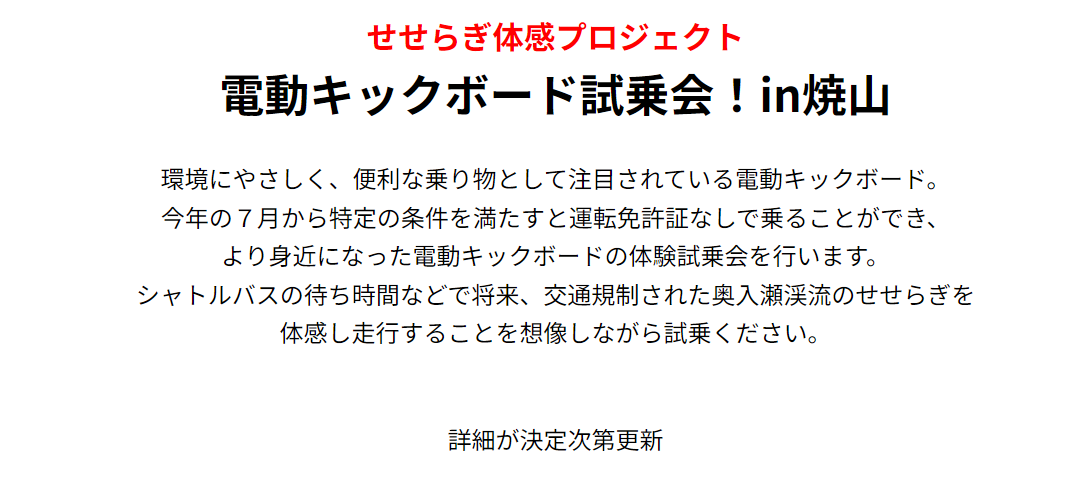 せせらぎ体感プロジェクト
電動キックボード試乗会！in焼山
環境にやさしく、便利な乗り物として注目されている電動キックボード。
今年の７月から特定の条件を満たすと運転免許証なしで乗ることができ、
より身近になった電動キックボードの体験試乗会を行います。
シャトルバスの待ち時間などで将来、交通規制された奥入瀬渓流のせせらぎを
体感し走行することを想像しながら試乗ください。
詳細が決定次第更新